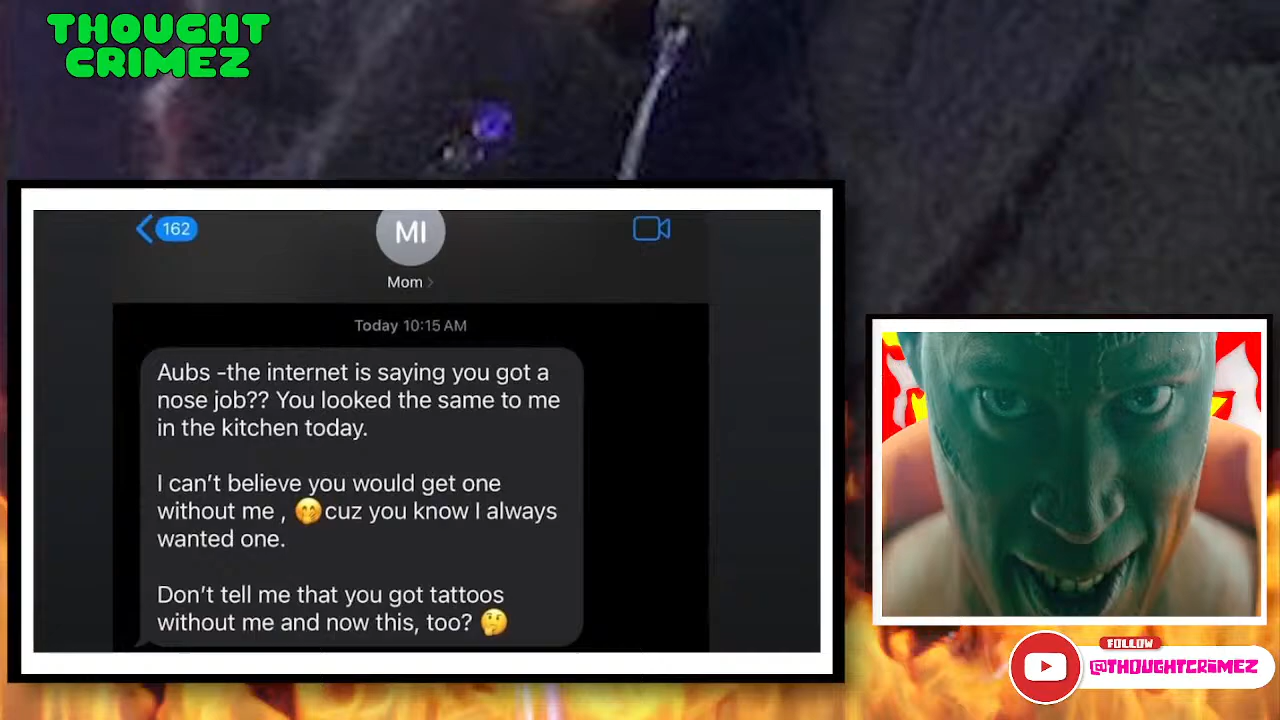 THOUGHT
CRIMEZ
162
MI
Mom
Today 10:15 AM
Aubs -the internet is saying you got a
nose job?? You looked the same to me
in the kitchen today.
I can’t believe you would get one
without me , 🤭cuz you know I always
wanted one.
Don’t tell me that you got tattoos
without me and now this, too? 🤔
FOLLOW
@THOUGHTCRIMEZ